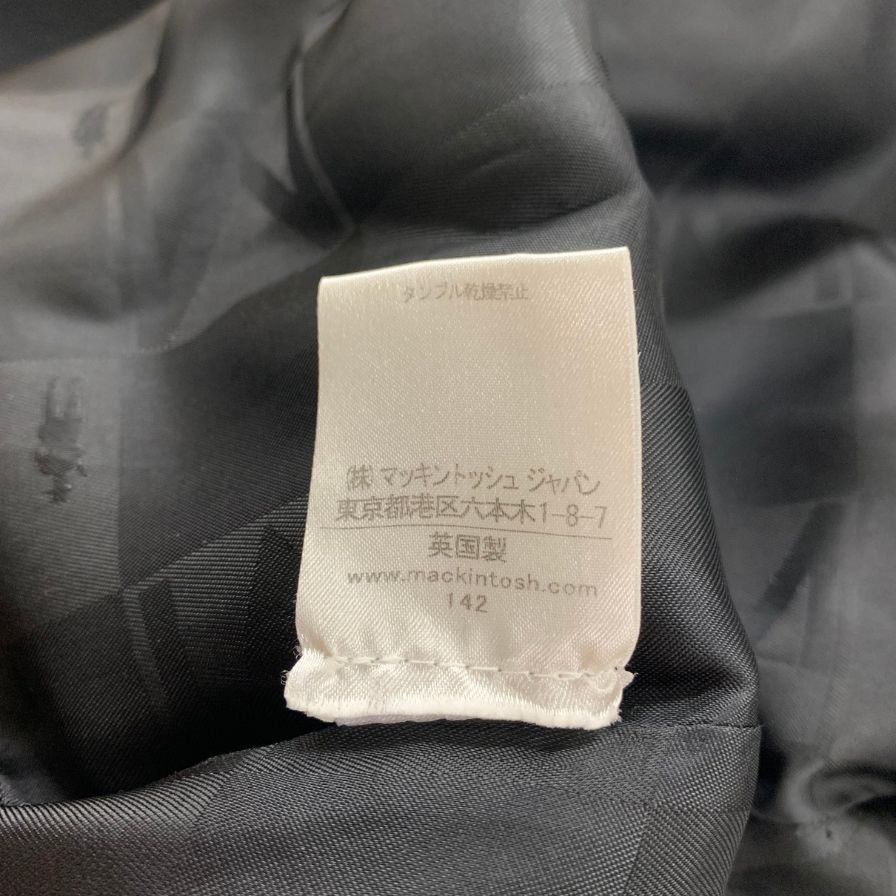 タンブル乾燥禁止
(株) マッキントッシュ ジャパン
東京都港区六本木1-8-7
英国製
www.mackintosh.com
142